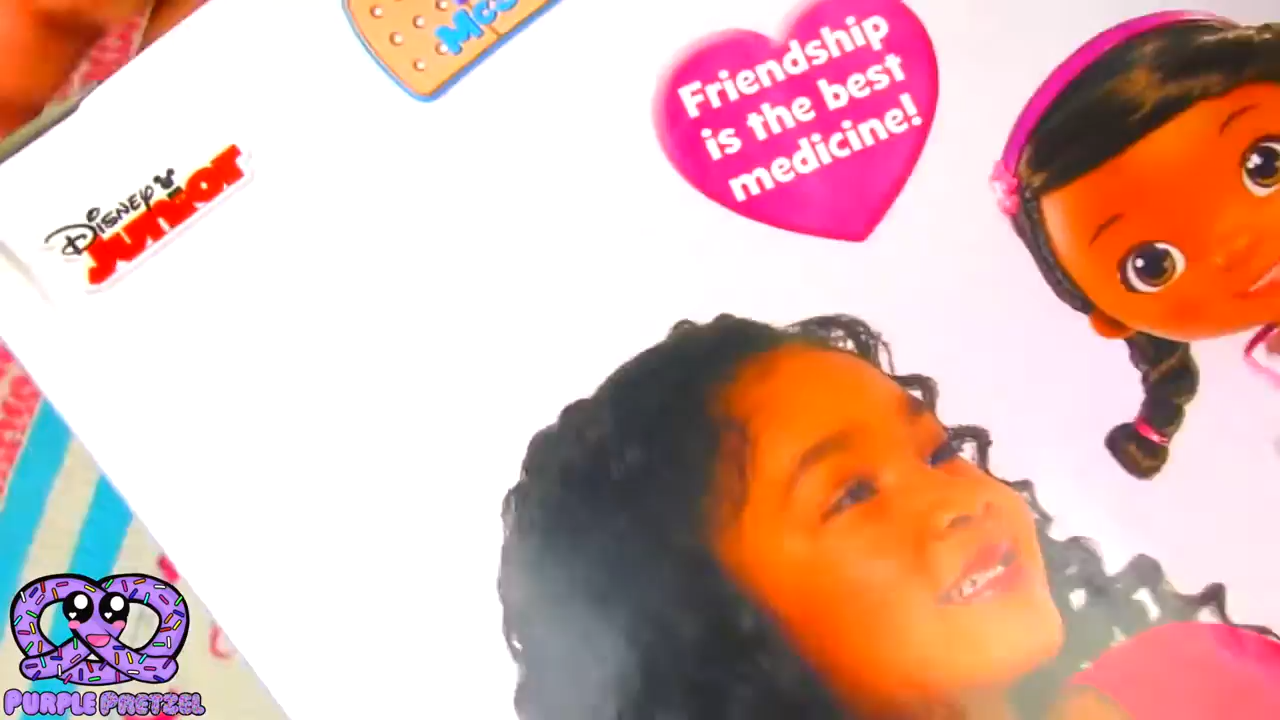 Friendship
is the best
medicine!
Disney
Junior
PURPLE PRETZEL